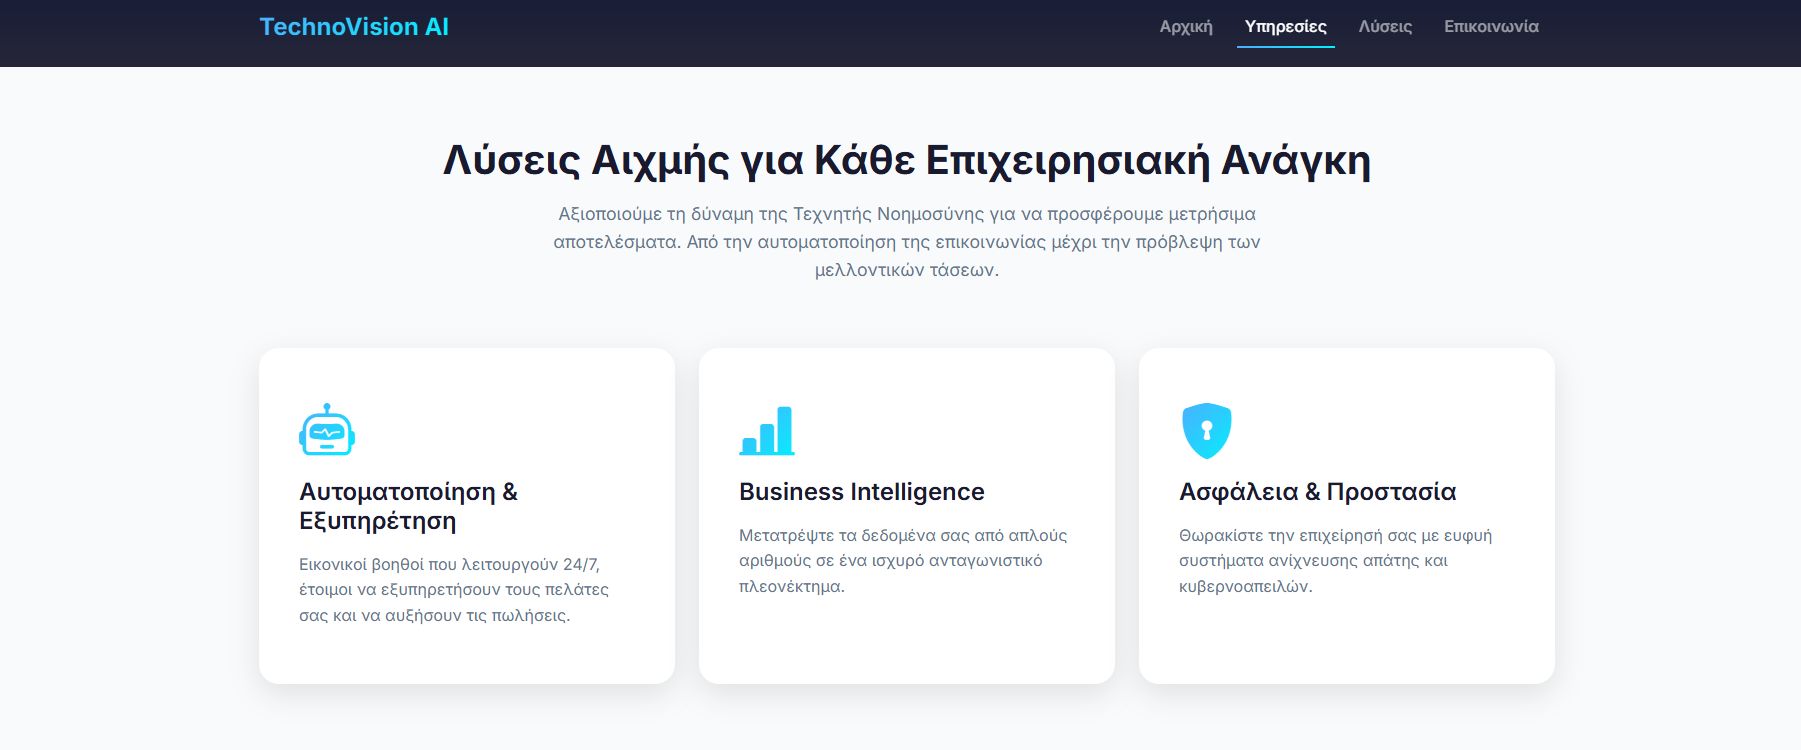 TechnoVision AI
Αρχική
Υπηρεσίες
Λύσεις
Επικοινωνία
Λύσεις Αιχμής για Κάθε Επιχειρησιακή Ανάγκη
Αξιοποιούμε τη δύναμη της Τεχνητής Νοημοσύνης για να προσφέρουμε μετρήσιμα
αποτελέσματα. Από την αυτοματοποίηση της επικοινωνίας μέχρι την πρόβλεψη των
μελλοντικών τάσεων.
Αυτοματοποίηση &
Εξυπηρέτηση
Εικονικοί βοηθοί που λειτουργούν 24/7,
έτοιμοι να εξυπηρετήσουν τους πελάτες
σας και να αυξήσουν τις πωλήσεις.
Business Intelligence
Μετατρέψτε τα δεδομένα σας από απλούς
αριθμούς σε ένα ισχυρό ανταγωνιστικό
πλεονέκτημα.
Ασφάλεια & Προστασία
Θωρακίστε την επιχείρησή σας με ευφυή
συστήματα ανίχνευσης απάτης και
κυβερνοαπειλών.